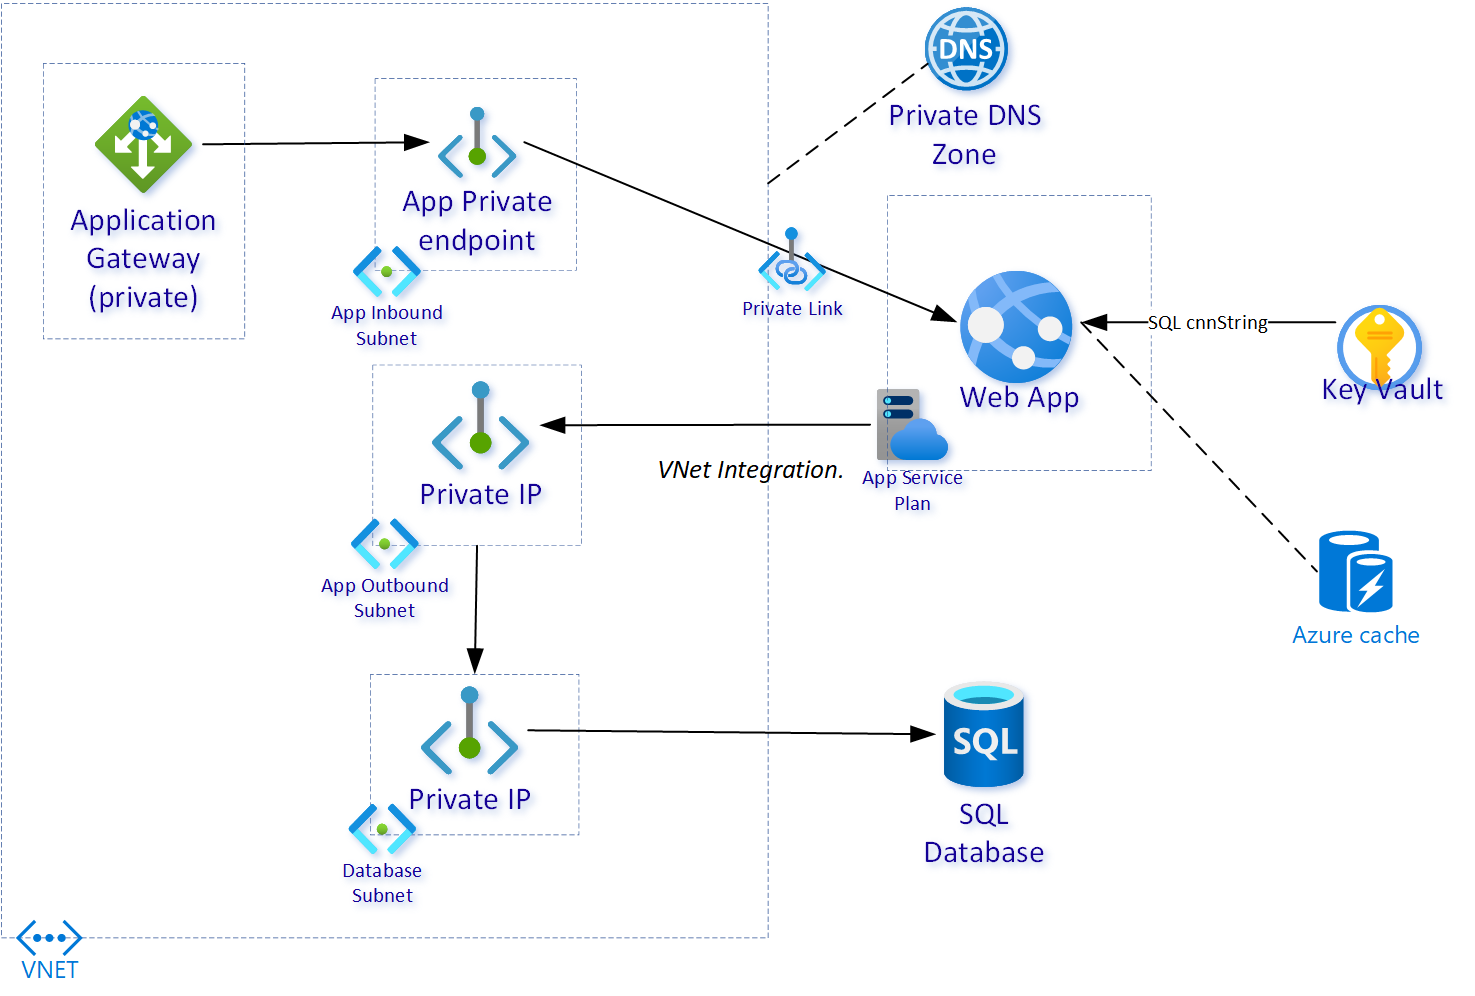 DNS
Private DNS
Zone
Application
Gateway
(private)
App Private
endpoint
App Inbound
Subnet
Private Link
SQL cnnString
Web App
Key Vault
Private IP
VNet Integration.
App Service
Plan
App Outbound
Subnet
Azure cache
Private IP
SQL
SQL
Database
Database
Subnet
VNET